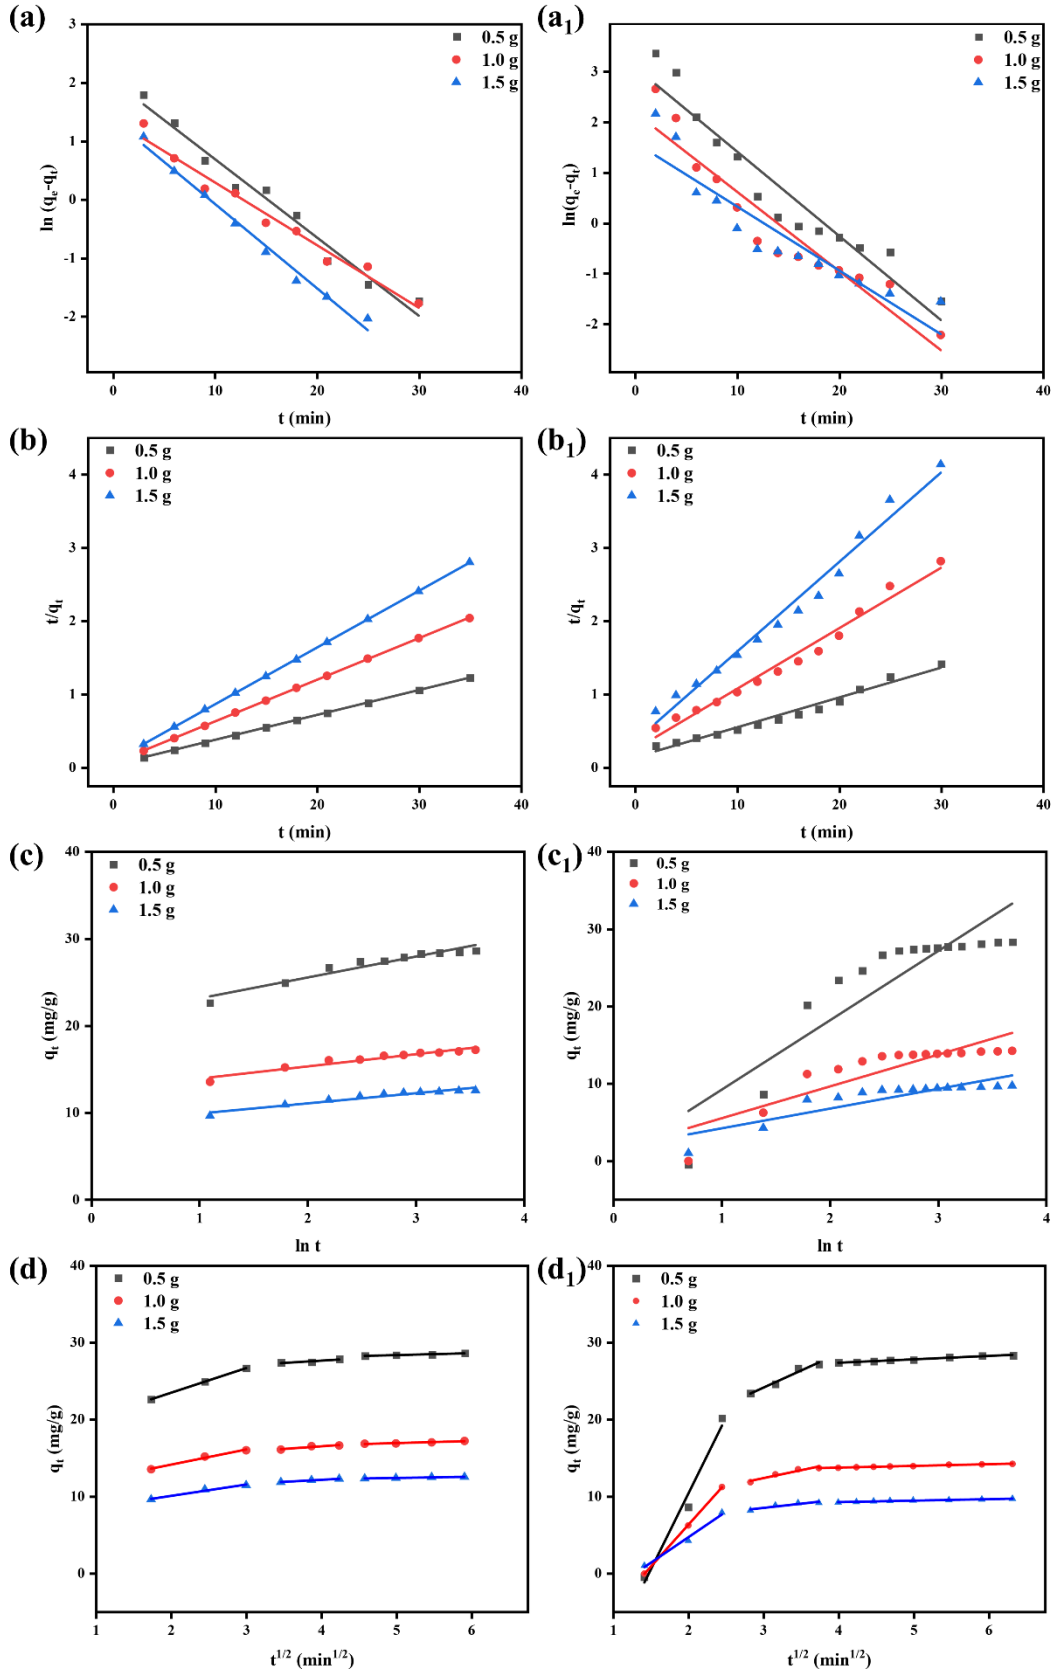 (a)
3
2
1
0
-1
-2
ln (qₑ-qₜ)
0.5 g
1.0 g
1.5 g
0 10 20 30 40
t (min)
(a₁)
3
2
1
0
-1
-2
ln(qₑ-qₜ)
0.5 g
1.0 g
1.5 g
0 10 20 30 40
t (min)
(b)
4
3
2
1
0
t/qₜ
0.5 g
1.0 g
1.5 g
0 10 20 30 40
t (min)
(b₁)
4
3
2
1
0
t/qₜ
0.5 g
1.0 g
1.5 g
0 10 20 30 40
t (min)
(c)
40
30
20
10
0
qₜ (mg/g)
0.5 g
1.0 g
1.5 g
0 1 2 3 4
ln t
(c₁)
40
30
20
10
0
qₜ (mg/g)
0.5 g
1.0 g
1.5 g
0 1 2 3 4
ln t
(d)
40
30
20
10
0
qₜ (mg/g)
0.5 g
1.0 g
1.5 g
1 2 3 4 5 6
t^1/2 (min^1/2)
(d₁)
40
30
20
10
0
qₜ (mg/g)
0.5 g
1.0 g
1.5 g
1 2 3 4 5 6
t^1/2 (min^1/2)